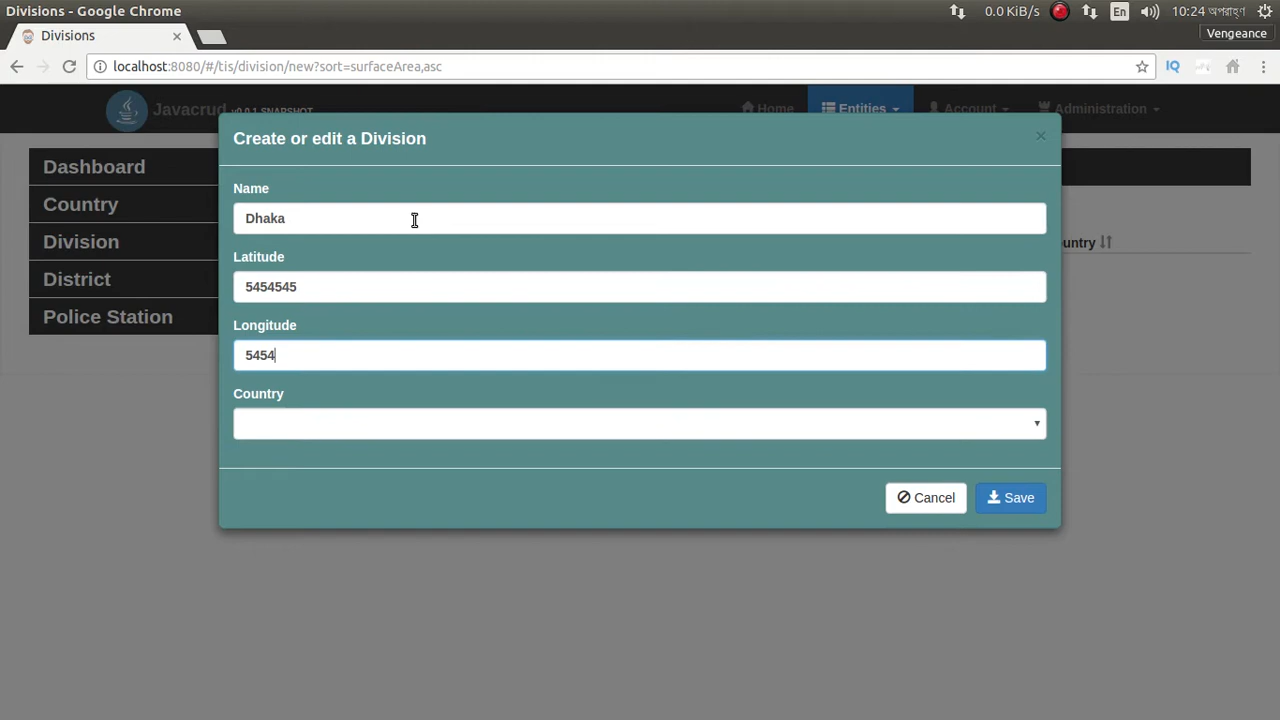 Divisions - Google Chrome
0.0 KiB/s
En
10:24 অপরাহ্ণ
Divisions
Vengeance
localhost:8080/#/tis/division/new?sort=surfaceArea,asc
IQ
Javacrud v0.0.1 SNAPSHOT
Home
Entities
Account
Administration
Create or edit a Division
×
Dashboard
Country
Division
District
Police Station
Name
Dhaka
Latitude
5454545
Longitude
5454
Country
untry
Cancel
Save